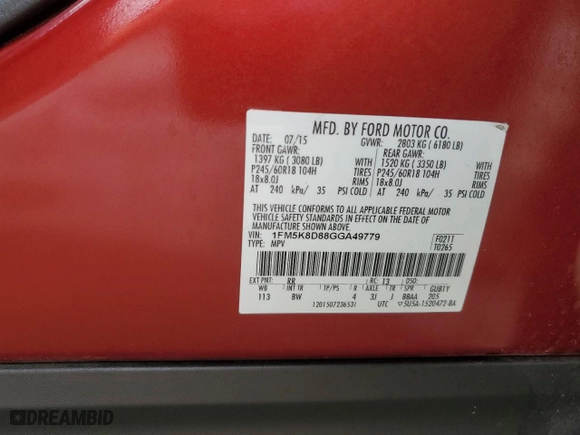 MFD. BY FORD MOTOR CO.
DATE: 07/15 GVWR: 2803 KG ( 6180 LB)
FRONT GAWR: REAR GAWR:
1397 KG ( 3080 LB) WITH 1520 KG ( 3350 LB) WITH
P245/60R18 104H TIRES P245/60R18 104H TIRES
18x8.0J RIMS 18x8.0J RIMS
AT 240 kPa/ 35 PSI COLD AT 240 kPa/ 35 PSI COLD
THIS VEHICLE CONFORMS TO ALL APPLICABLE FEDERAL MOTOR
VEHICLE SAFETY STANDARDS IN EFFECT ON THE DATE OF
MANUFACTURE SHOWN ABOVE.
VIN: 1FM5K8D88GGA49779 F0211
TYPE: MPV T0265
EXT PNT: RR RC: 13 DSO:
WB INT TR TP/PS R AXLE TR SPR GUB1Y
113 BW 4 3J J BBAA 205
UTC ▽5U5A-1520472-BA
DREAMBID